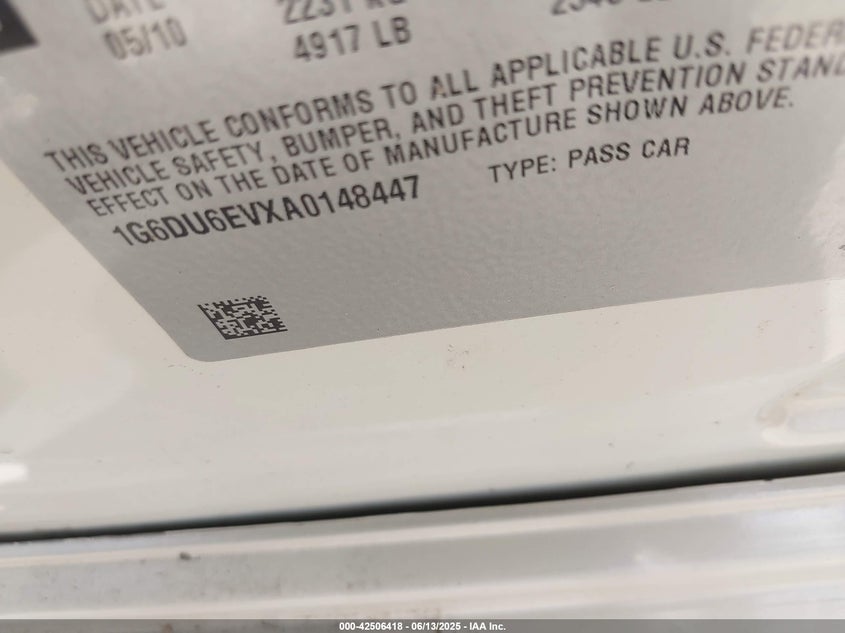 DATE
05/10
4917 LB
THIS VEHICLE CONFORMS TO ALL APPLICABLE U.S. FEDER
VEHICLE SAFETY, BUMPER, AND THEFT PREVENTION STAND
EFFECT ON THE DATE OF MANUFACTURE SHOWN ABOVE.
1G6DU6EVXA0148447 TYPE: PASS CAR
000-42506418 - 06/13/2025 - IAA Inc.